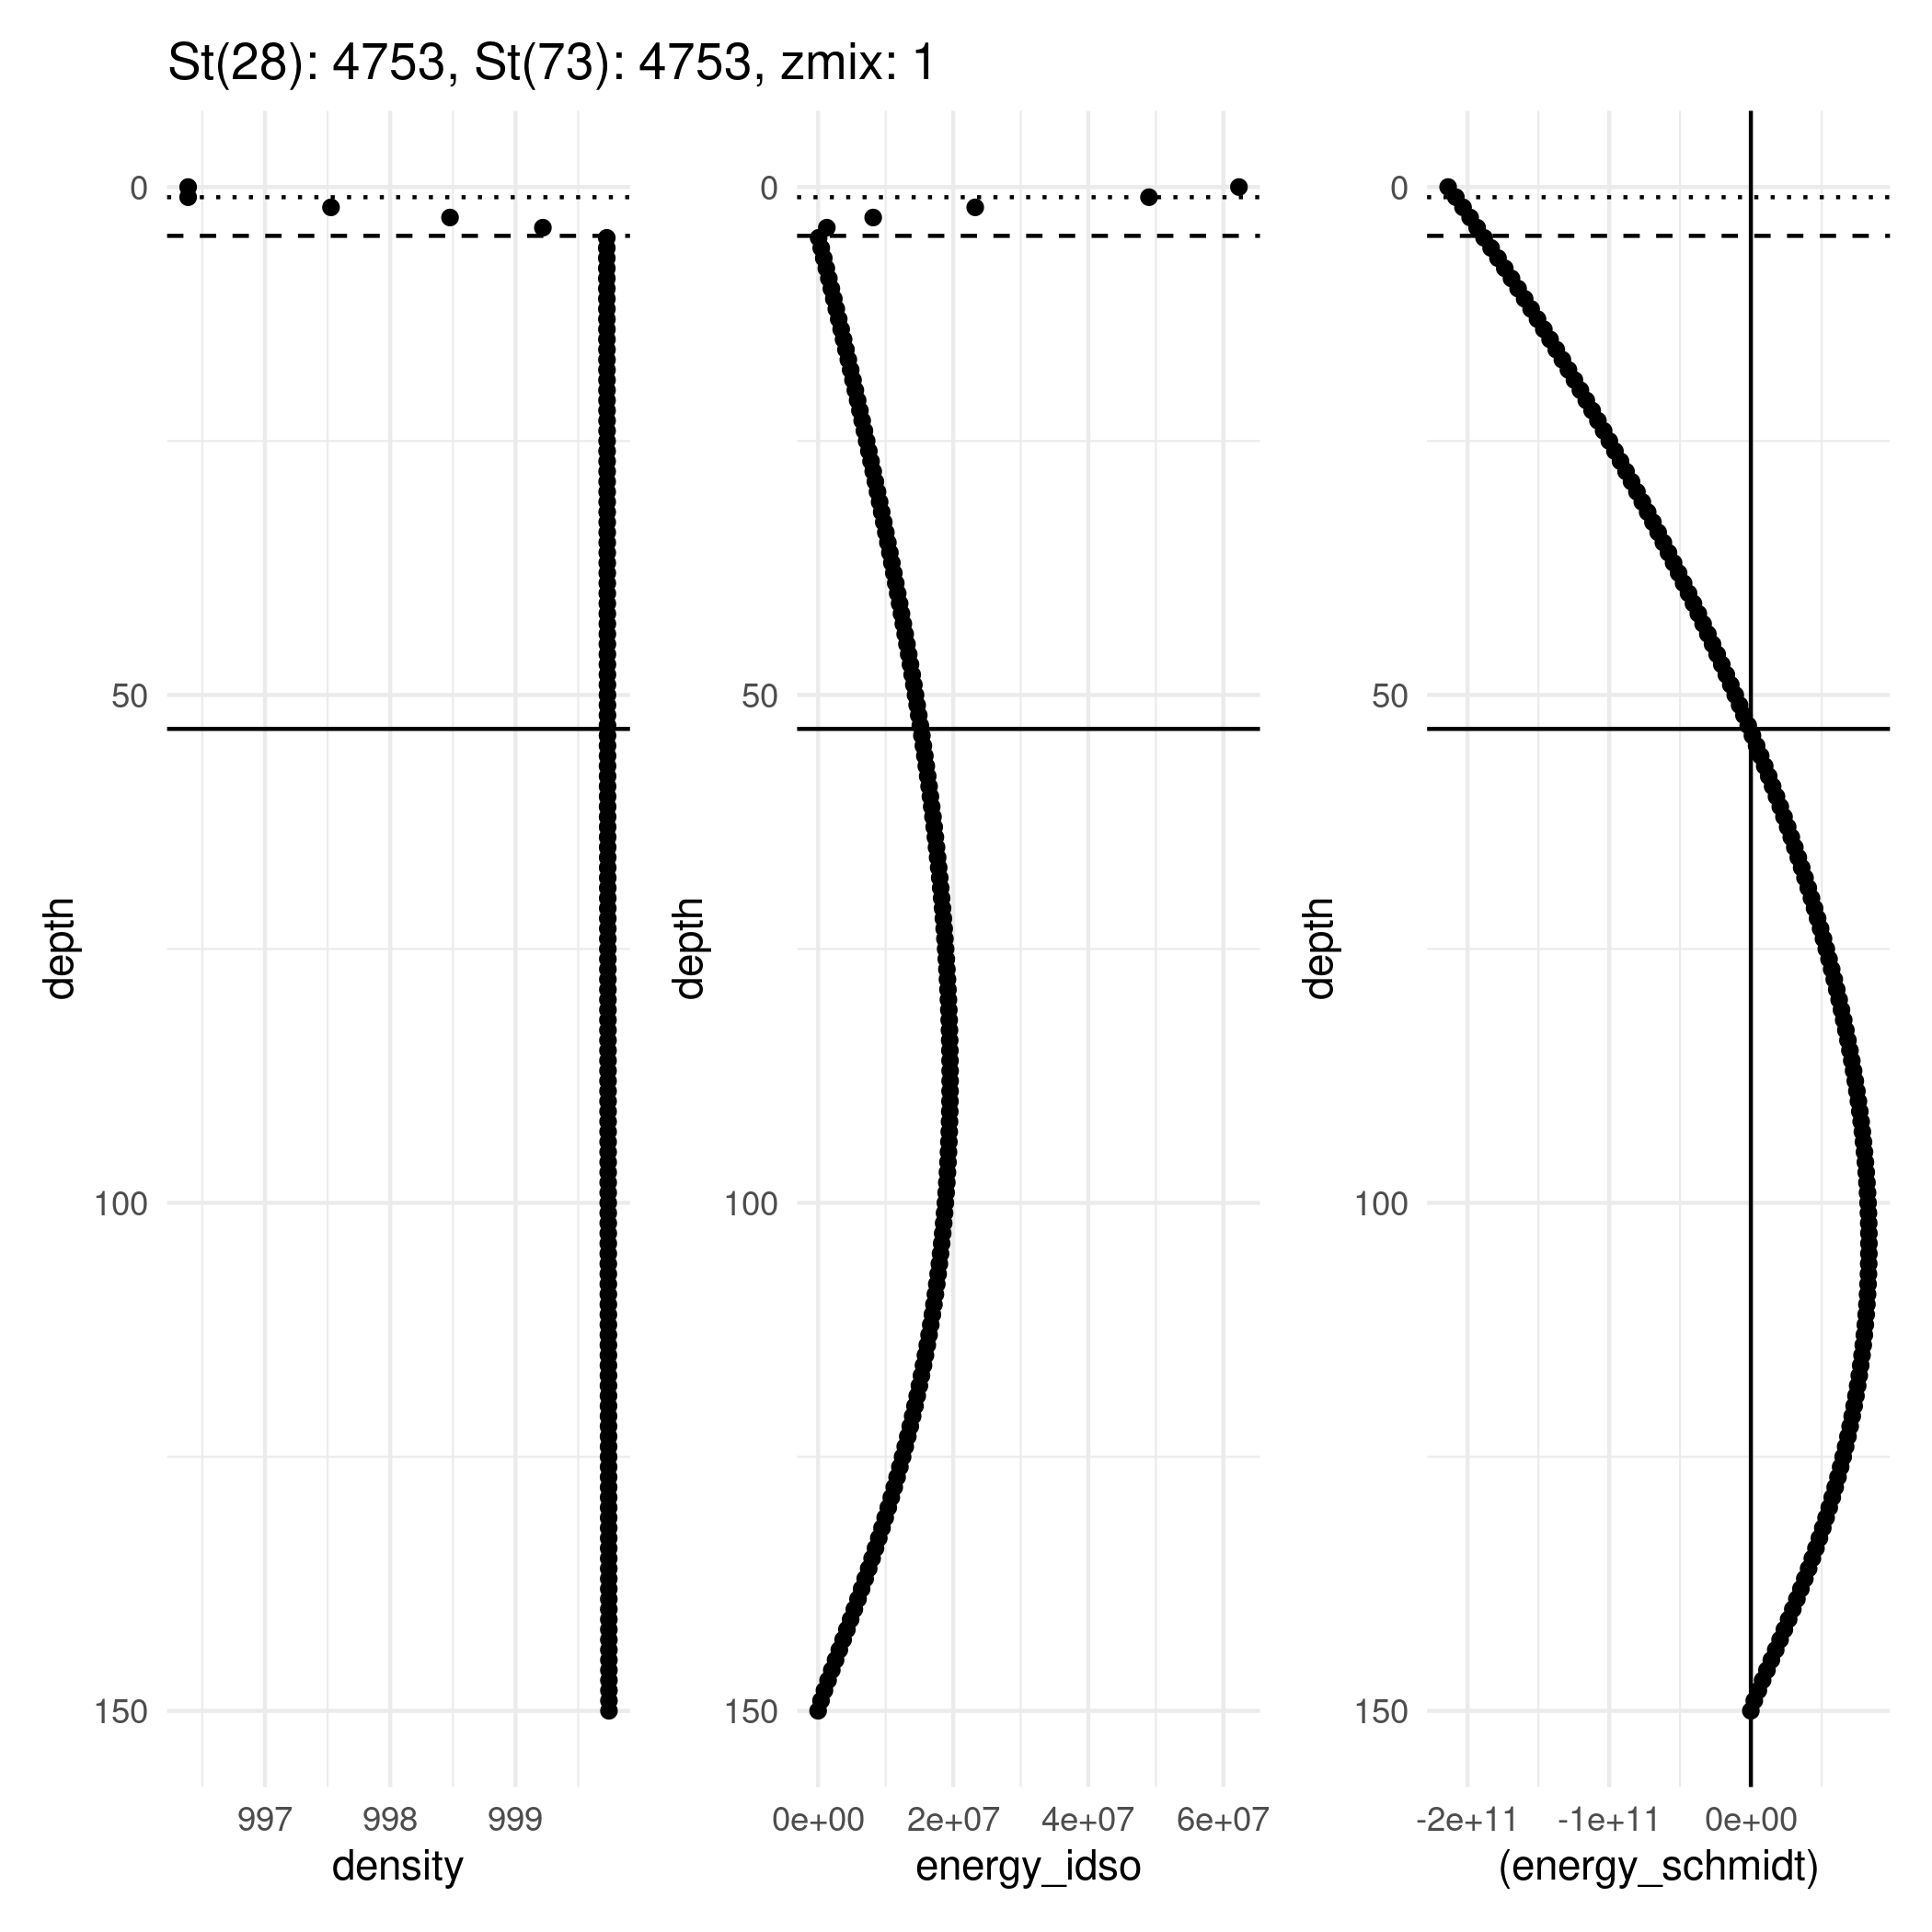 St(28): 4753, St(73): 4753, zmix: 1
depth
0
50
100
150
997 998 999
density
depth
0
50
100
150
0e+00 2e+07 4e+07 6e+07
energy_idso
depth
0
50
100
150
-2e+11 -1e+11 0e+00
(energy_schmidt)